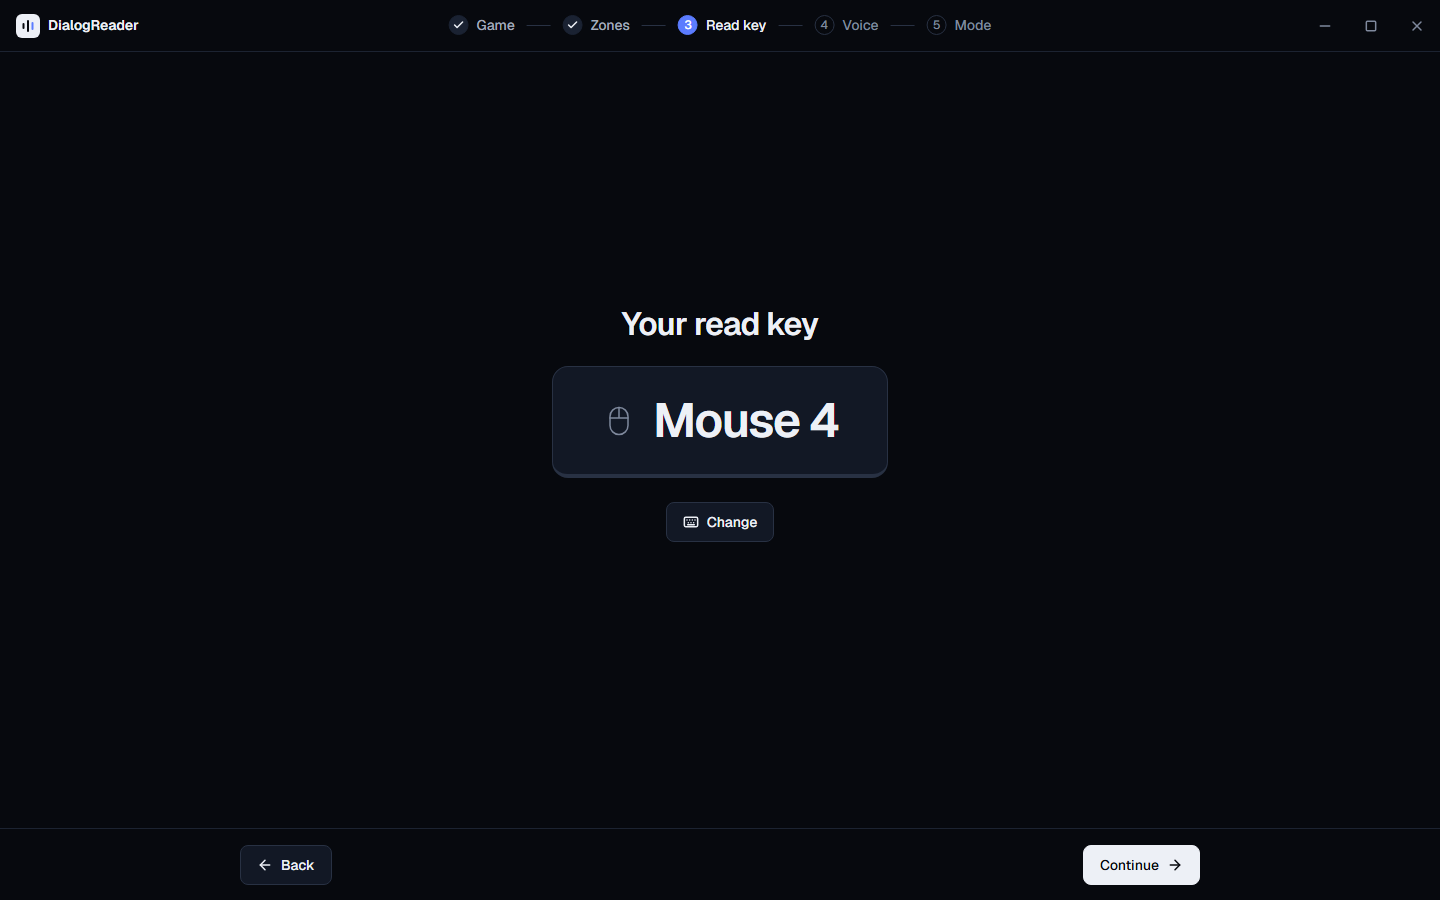 DialogReader
Game
Zones
3 Read key
4 Voice
5 Mode
Your read key
Mouse 4
Change
Back
Continue